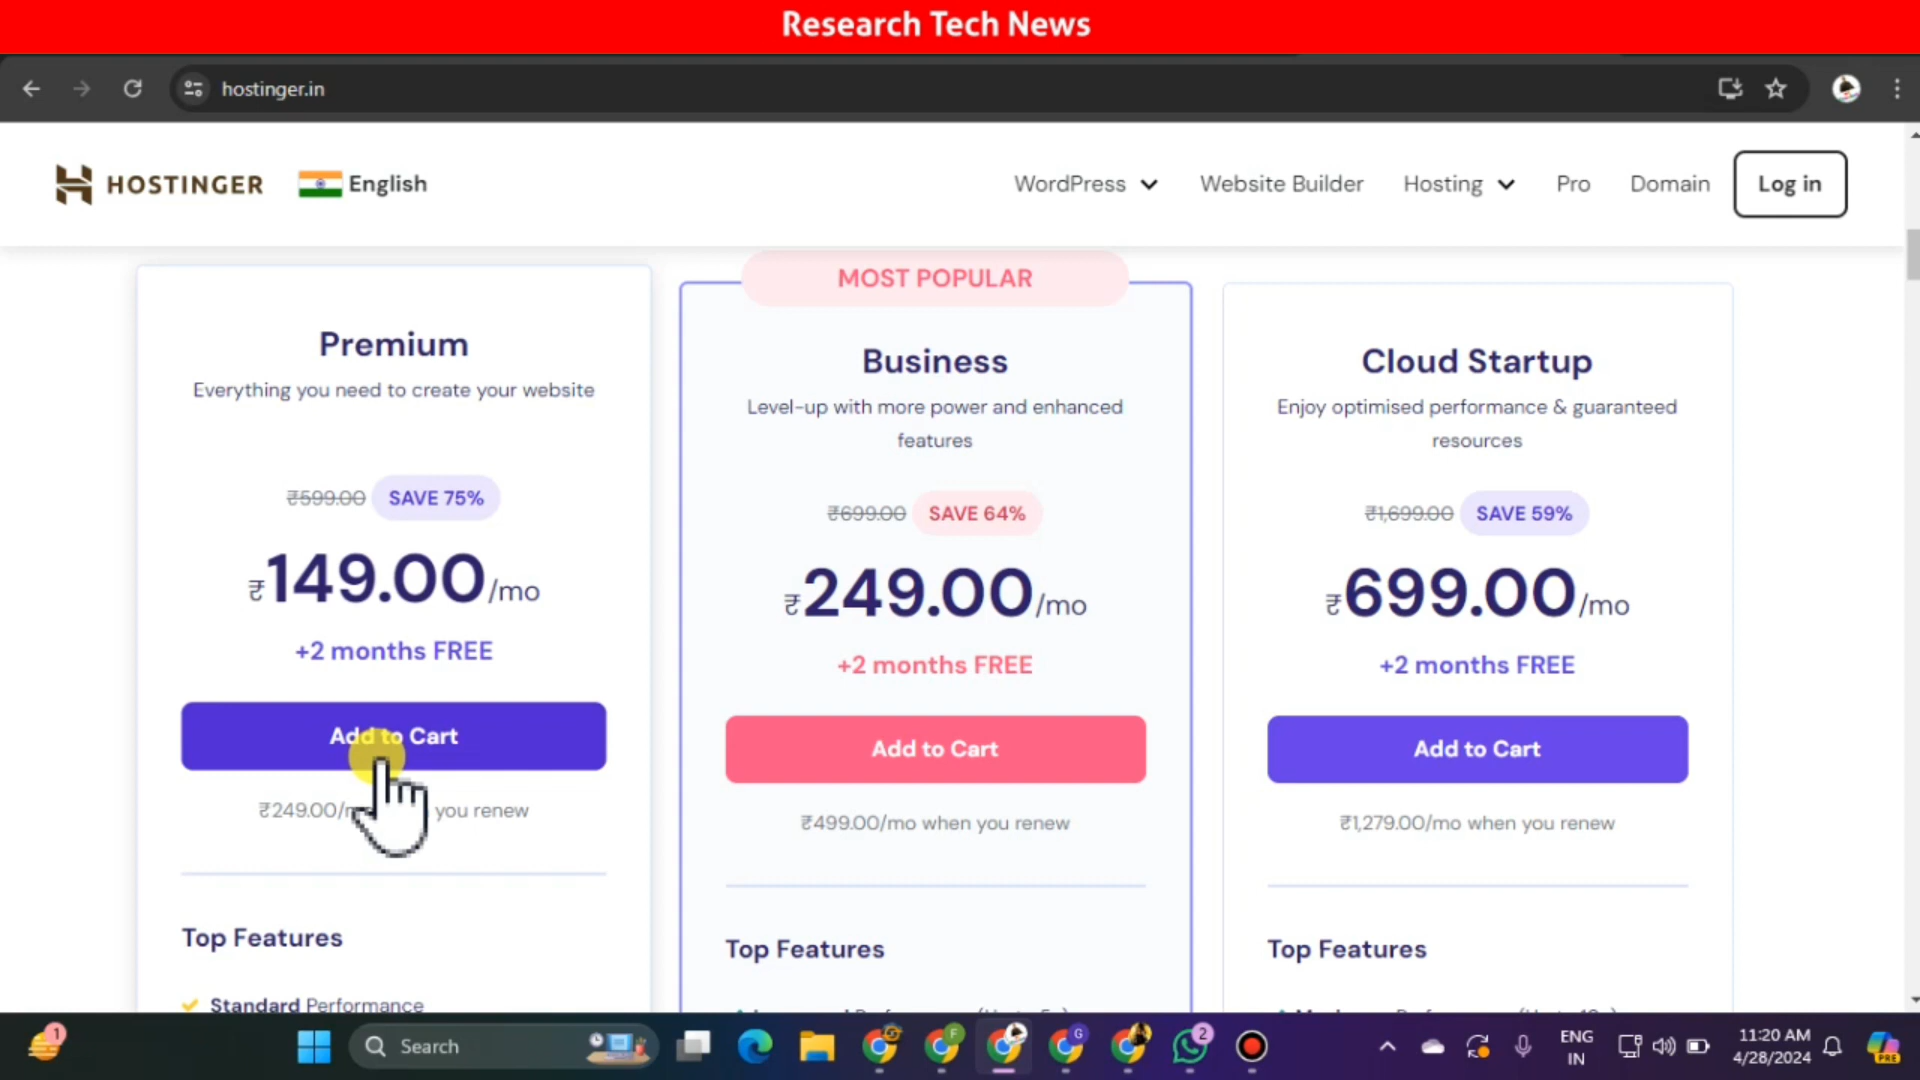 Research Tech News
hostinger.in
HOSTINGER
English
WordPress
Website Builder
Hosting
Pro
Domain
Log in
Premium
Everything you need to create your website
₹599.00
SAVE 75%
₹149.00/mo
+2 months FREE
Add to Cart
₹249.00/ you renew
Top Features
Standard Performance
MOST POPULAR
Business
Level-up with more power and enhanced
features
₹699.00
SAVE 64%
₹249.00/mo
+2 months FREE
Add to Cart
₹499.00/mo when you renew
Top Features
Cloud Startup
Enjoy optimised performance & guaranteed
resources
₹1,699.00
SAVE 59%
₹699.00/mo
+2 months FREE
Add to Cart
₹1,279.00/mo when you renew
Top Features
1
Search
F
G
2
ENG
IN
11:20 AM
4/28/2024
PRE